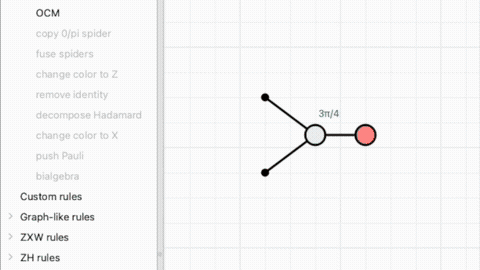 OCM
copy 0/pi spider
fuse spiders
change color to Z
remove identity
decompose Hadamard
change color to X
push Pauli
bialgebra
Custom rules
Graph-like rules
ZXW rules
ZH rules
3π/4